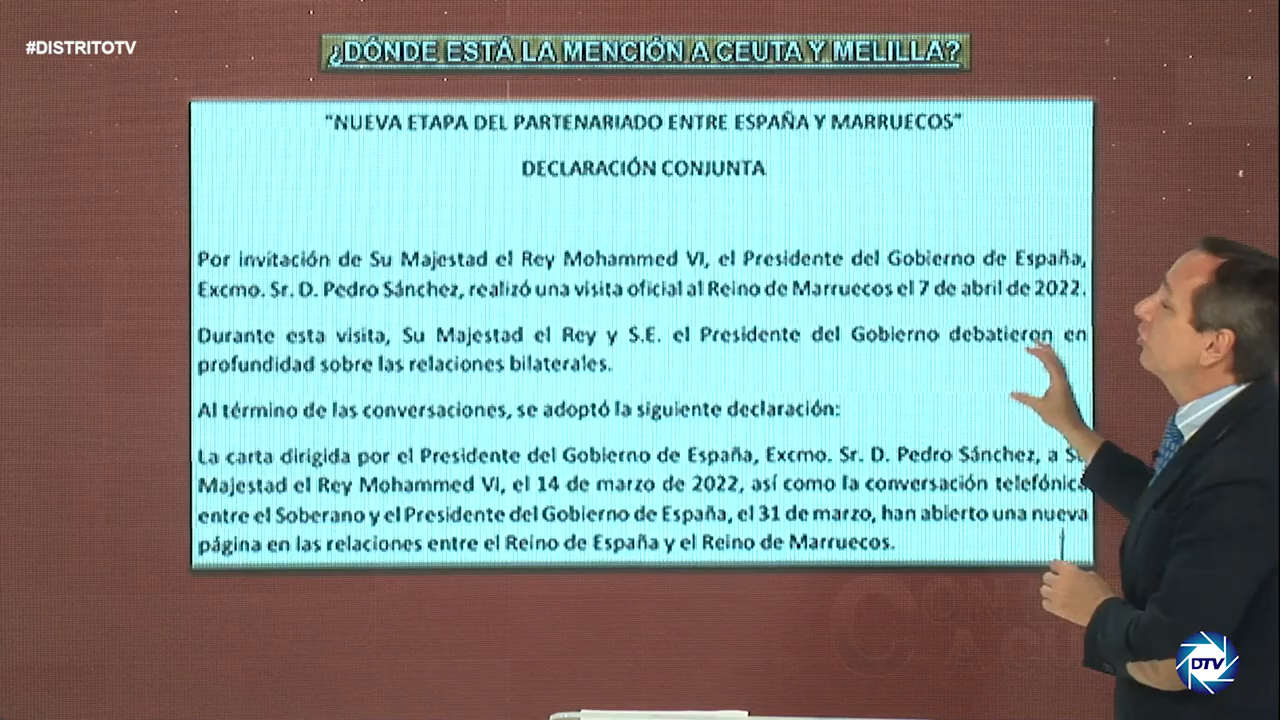 #DISTRITOTV
¿DÓNDE ESTÁ LA MENCIÓN A CEUTA Y MELILLA?
"NUEVA ETAPA DEL PARTENARIADO ENTRE ESPAÑA Y MARRUECOS"
DECLARACIÓN CONJUNTA
Por invitación de Su Majestad el Rey Mohammed VI, el Presidente del Gobierno de España,
Excmo. Sr. D. Pedro Sánchez, realizó una visita oficial al Reino de Marruecos el 7 de abril de 2022.
Durante esta visita, Su Majestad el Rey y S.E. el Presidente del Gobierno debatieron en
profundidad sobre las relaciones bilaterales.
Al término de las conversaciones, se adoptó la siguiente declaración:
La carta dirigida por el Presidente del Gobierno de España, Excmo. Sr. D. Pedro Sánchez, a
Majestad el Rey Mohammed VI, el 14 de marzo de 2022, así como la conversación telefónica
entre el Soberano y el Presidente del Gobierno de España, el 31 de marzo, han abierto una nueva
página en las relaciones entre el Reino de España y el Reino de Marruecos.
DTV